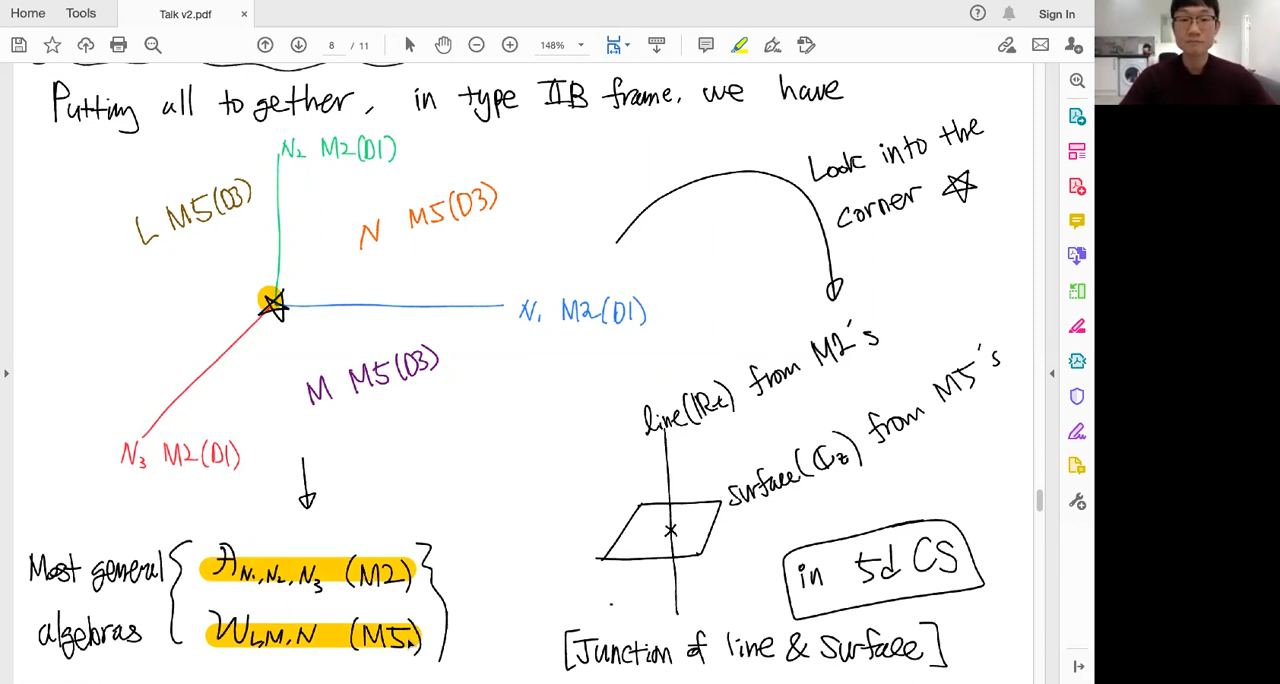 Home Tools Talk v2.pdf × Sign In
8 / 11 148%
Putting all together, in type IIB frame, we have
N₂ M2(D1)
L M5(D3)
N M5(D3)
N₁ M2(D1)
M M5(D3)
N₃ M2(D1)
Look into the
corner ☆
line(ℝt) from M2's
surface(ℂz) from M5's
in 5d CS
[Junction of line & surface]
Most general
algebras
A N₁,N₂,N₃ (M2)
W L,M,N (M5)